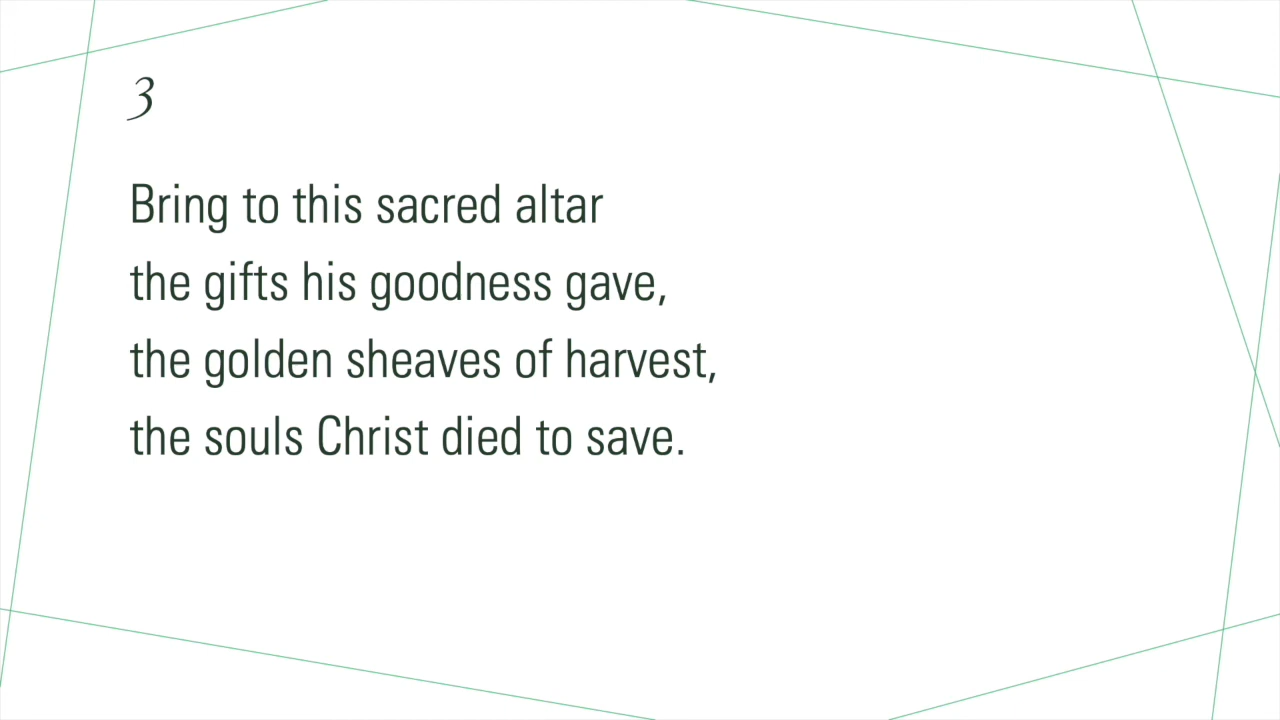 3
Bring to this sacred altar
the gifts his goodness gave,
the golden sheaves of harvest,
the souls Christ died to save.